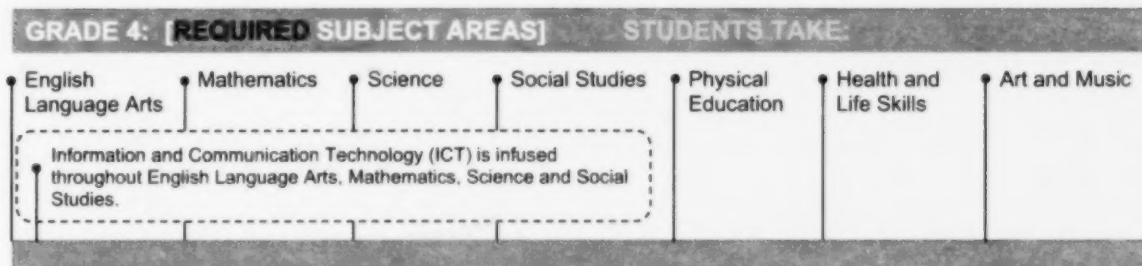 GRADE 4: [REQUIRED SUBJECT AREAS] STUDENTS TAKE:
English
Language Arts
Mathematics
Science
Social Studies
Physical
Education
Health and
Life Skills
Art and Music
Information and Communication Technology (ICT) is infused
throughout English Language Arts, Mathematics, Science and Social
Studies.